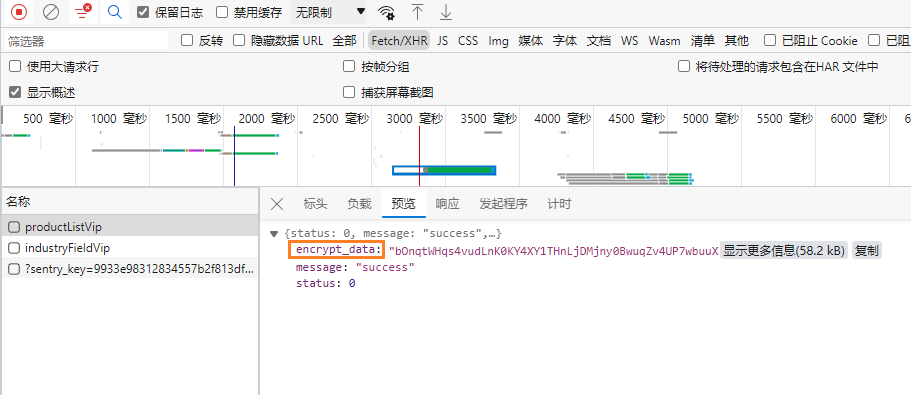 保留日志 禁用缓存 无限制
筛选器 反转 隐藏数据 URL 全部 Fetch/XHR JS CSS Img 媒体 字体 文档 WS Wasm 清单 其他 已阻止 Cookie 已阻
使用大请求行 按帧分组 将待处理的请求包含在HAR 文件中
显示概述 捕获屏幕截图
500 毫秒 1000 毫秒 1500 毫秒 2000 毫秒 2500 毫秒 3000 毫秒 3500 毫秒 4000 毫秒 4500 毫秒 5000 毫秒 5500 毫秒 6000 毫秒 6
名称 标头 负载 预览 响应 发起程序 计时
productListVip
industryFieldVip
?sentry_key=9933e98312834557b2f813df…
{status: 0, message: "success",…}
encrypt_data: "bOnqtWHqs4vudLnK0KY4XY1THnLjDMjny0BwuqZv4UP7wbuuX 显示更多信息(58.2 kB) 复制
message: "success"
status: 0